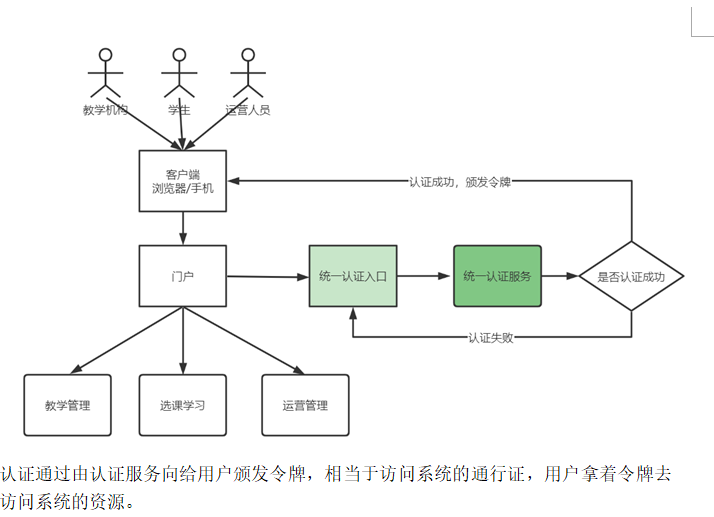 教学机构
学生
运营人员
客户端
浏览器/手机
认证成功，颁发令牌
门户
统一认证入口
统一认证服务
是否认证成功
认证失败
教学管理
选课学习
运营管理
认证通过由认证服务向给用户颁发令牌，相当于访问系统的通行证，用户拿着令牌去
访问系统的资源。